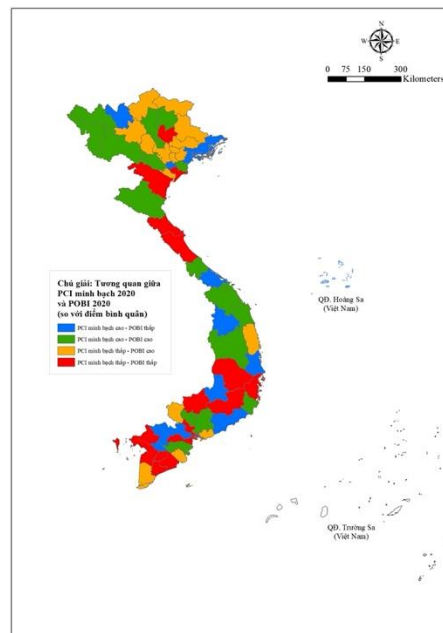 N
W E
S
0 75 150 300
Kilometers
QĐ. Hoàng Sa
(Việt Nam)
Chú giải: Tương quan giữa
PCI minh bạch 2020
và POBI 2020
(so với điểm bình quân)
PCI minh bạch cao - POBI thấp
PCI minh bạch cao - POBI cao
PCI minh bạch thấp - POBI cao
PCI minh bạch thấp - POBI thấp
QĐ. Trường Sa
(Việt Nam)